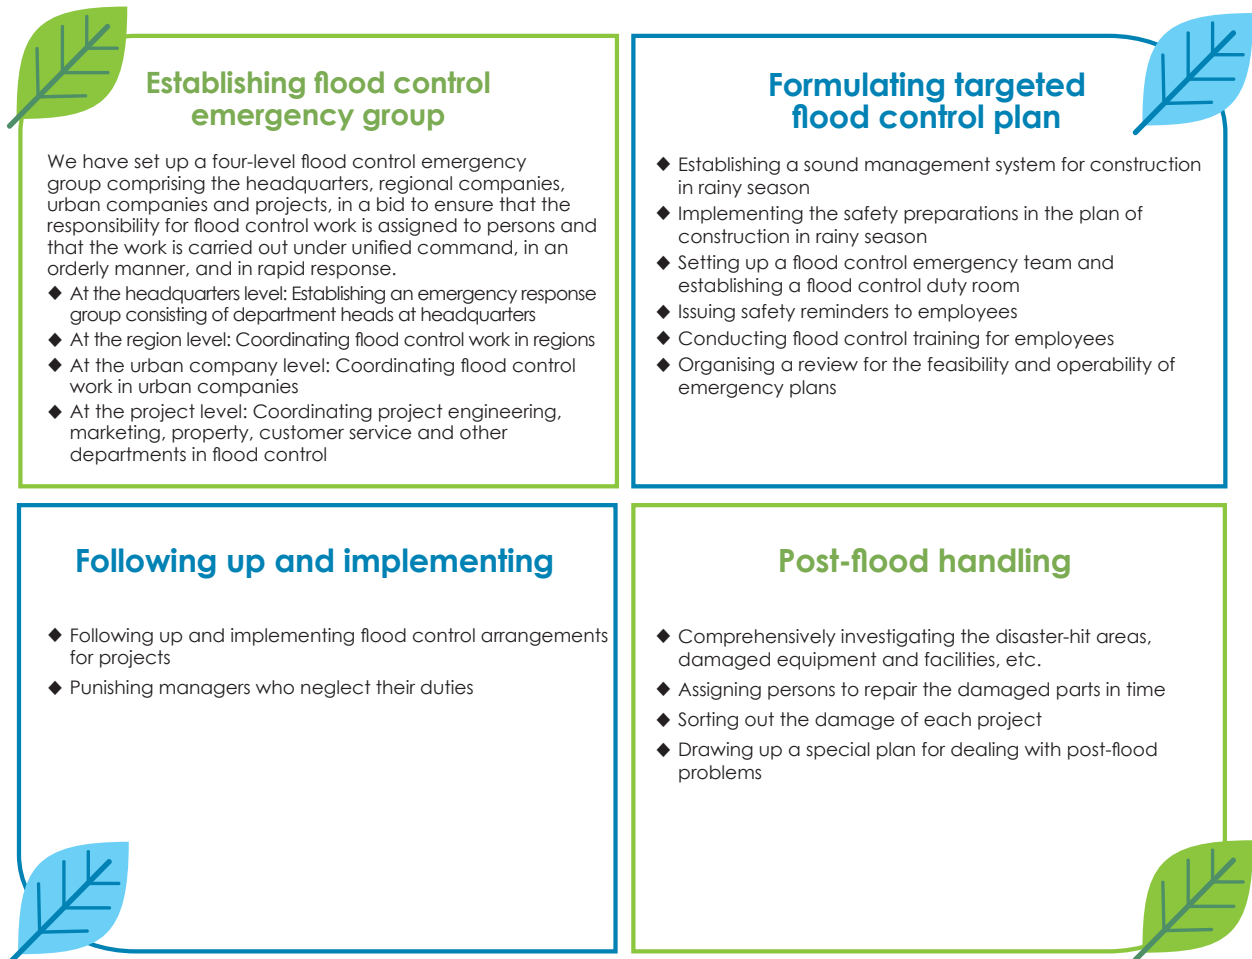 Establishing flood control
emergency group
We have set up a four-level flood control emergency
group comprising the headquarters, regional companies,
urban companies and projects, in a bid to ensure that the
responsibility for flood control work is assigned to persons and
that the work is carried out under unified command, in an
orderly manner, and in rapid response.
◆ At the headquarters level: Establishing an emergency response
group consisting of department heads at headquarters
◆ At the region level: Coordinating flood control work in regions
◆ At the urban company level: Coordinating flood control
work in urban companies
◆ At the project level: Coordinating project engineering,
marketing, property, customer service and other
departments in flood control
Formulating targeted
flood control plan
◆ Establishing a sound management system for construction
in rainy season
◆ Implementing the safety preparations in the plan of
construction in rainy season
◆ Setting up a flood control emergency team and
establishing a flood control duty room
◆ Issuing safety reminders to employees
◆ Conducting flood control training for employees
◆ Organising a review for the feasibility and operability of
emergency plans
Following up and implementing
◆ Following up and implementing flood control arrangements
for projects
◆ Punishing managers who neglect their duties
Post-flood handling
◆ Comprehensively investigating the disaster-hit areas,
damaged equipment and facilities, etc.
◆ Assigning persons to repair the damaged parts in time
◆ Sorting out the damage of each project
◆ Drawing up a special plan for dealing with post-flood
problems